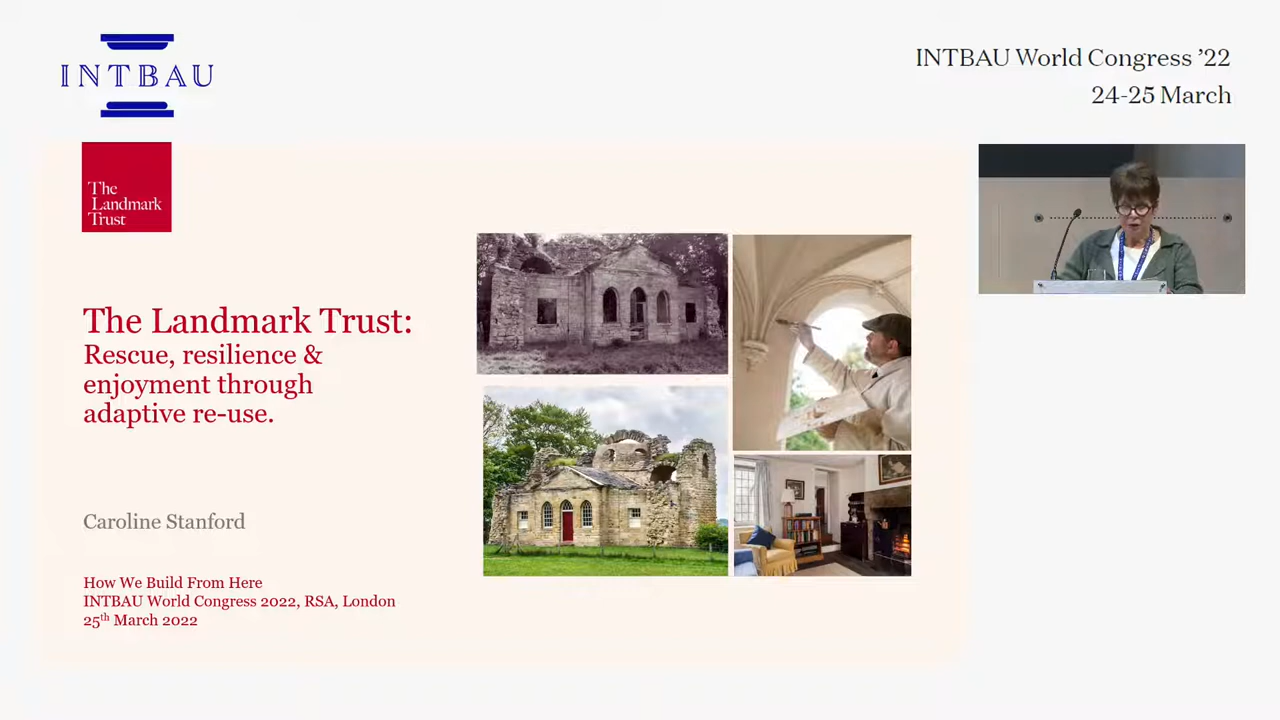 INTBAU
INTBAU World Congress ’22
24-25 March
The
Landmark
Trust
The Landmark Trust:
Rescue, resilience &
enjoyment through
adaptive re-use.
Caroline Stanford
How We Build From Here
INTBAU World Congress 2022, RSA, London
25th March 2022